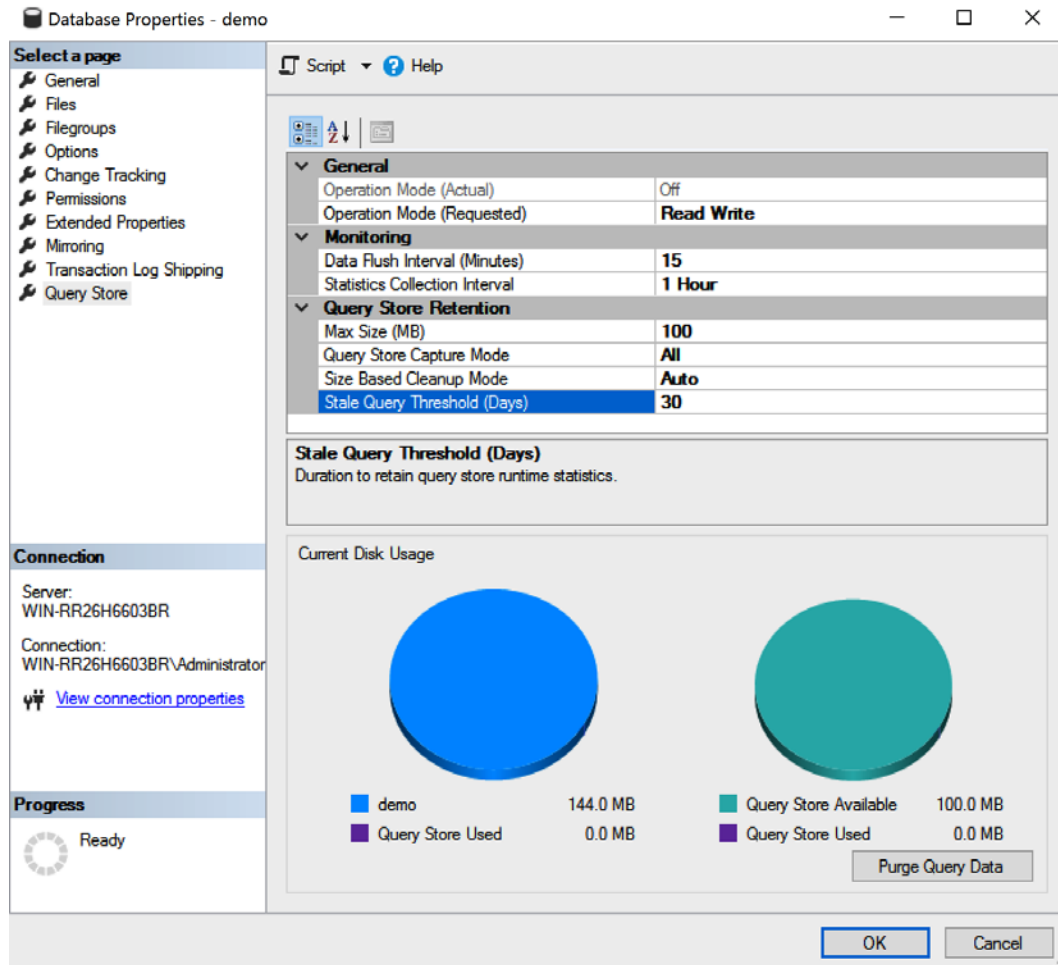 Database Properties - demo
Select a page
General
Files
Filegroups
Options
Change Tracking
Permissions
Extended Properties
Mirroring
Transaction Log Shipping
Query Store
Connection
Server:
WIN-RR26H6603BR
Connection:
WIN-RR26H6603BR\Administrator
View connection properties
Progress
Ready
Script Help
General
Operation Mode (Actual) Off
Operation Mode (Requested) Read Write
Monitoring
Data Flush Interval (Minutes) 15
Statistics Collection Interval 1 Hour
Query Store Retention
Max Size (MB) 100
Query Store Capture Mode All
Size Based Cleanup Mode Auto
Stale Query Threshold (Days) 30
Stale Query Threshold (Days)
Duration to retain query store runtime statistics.
Current Disk Usage
demo 144.0 MB
Query Store Used 0.0 MB
Query Store Available 100.0 MB
Query Store Used 0.0 MB
Purge Query Data
OK Cancel